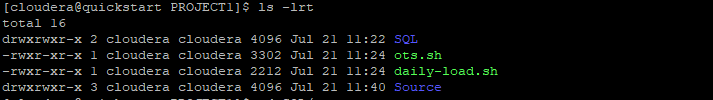 [cloudera@quickstart PROJECT1]$ ls -lrt
total 16
drwxrwxr-x 2 cloudera cloudera 4096 Jul 21 11:22 SQL
-rwxr-xr-x 1 cloudera cloudera 3302 Jul 21 11:24 ots.sh
-rwxr-xr-x 1 cloudera cloudera 2212 Jul 21 11:24 daily-load.sh
drwxrwxr-x 3 cloudera cloudera 4096 Jul 21 11:40 Source